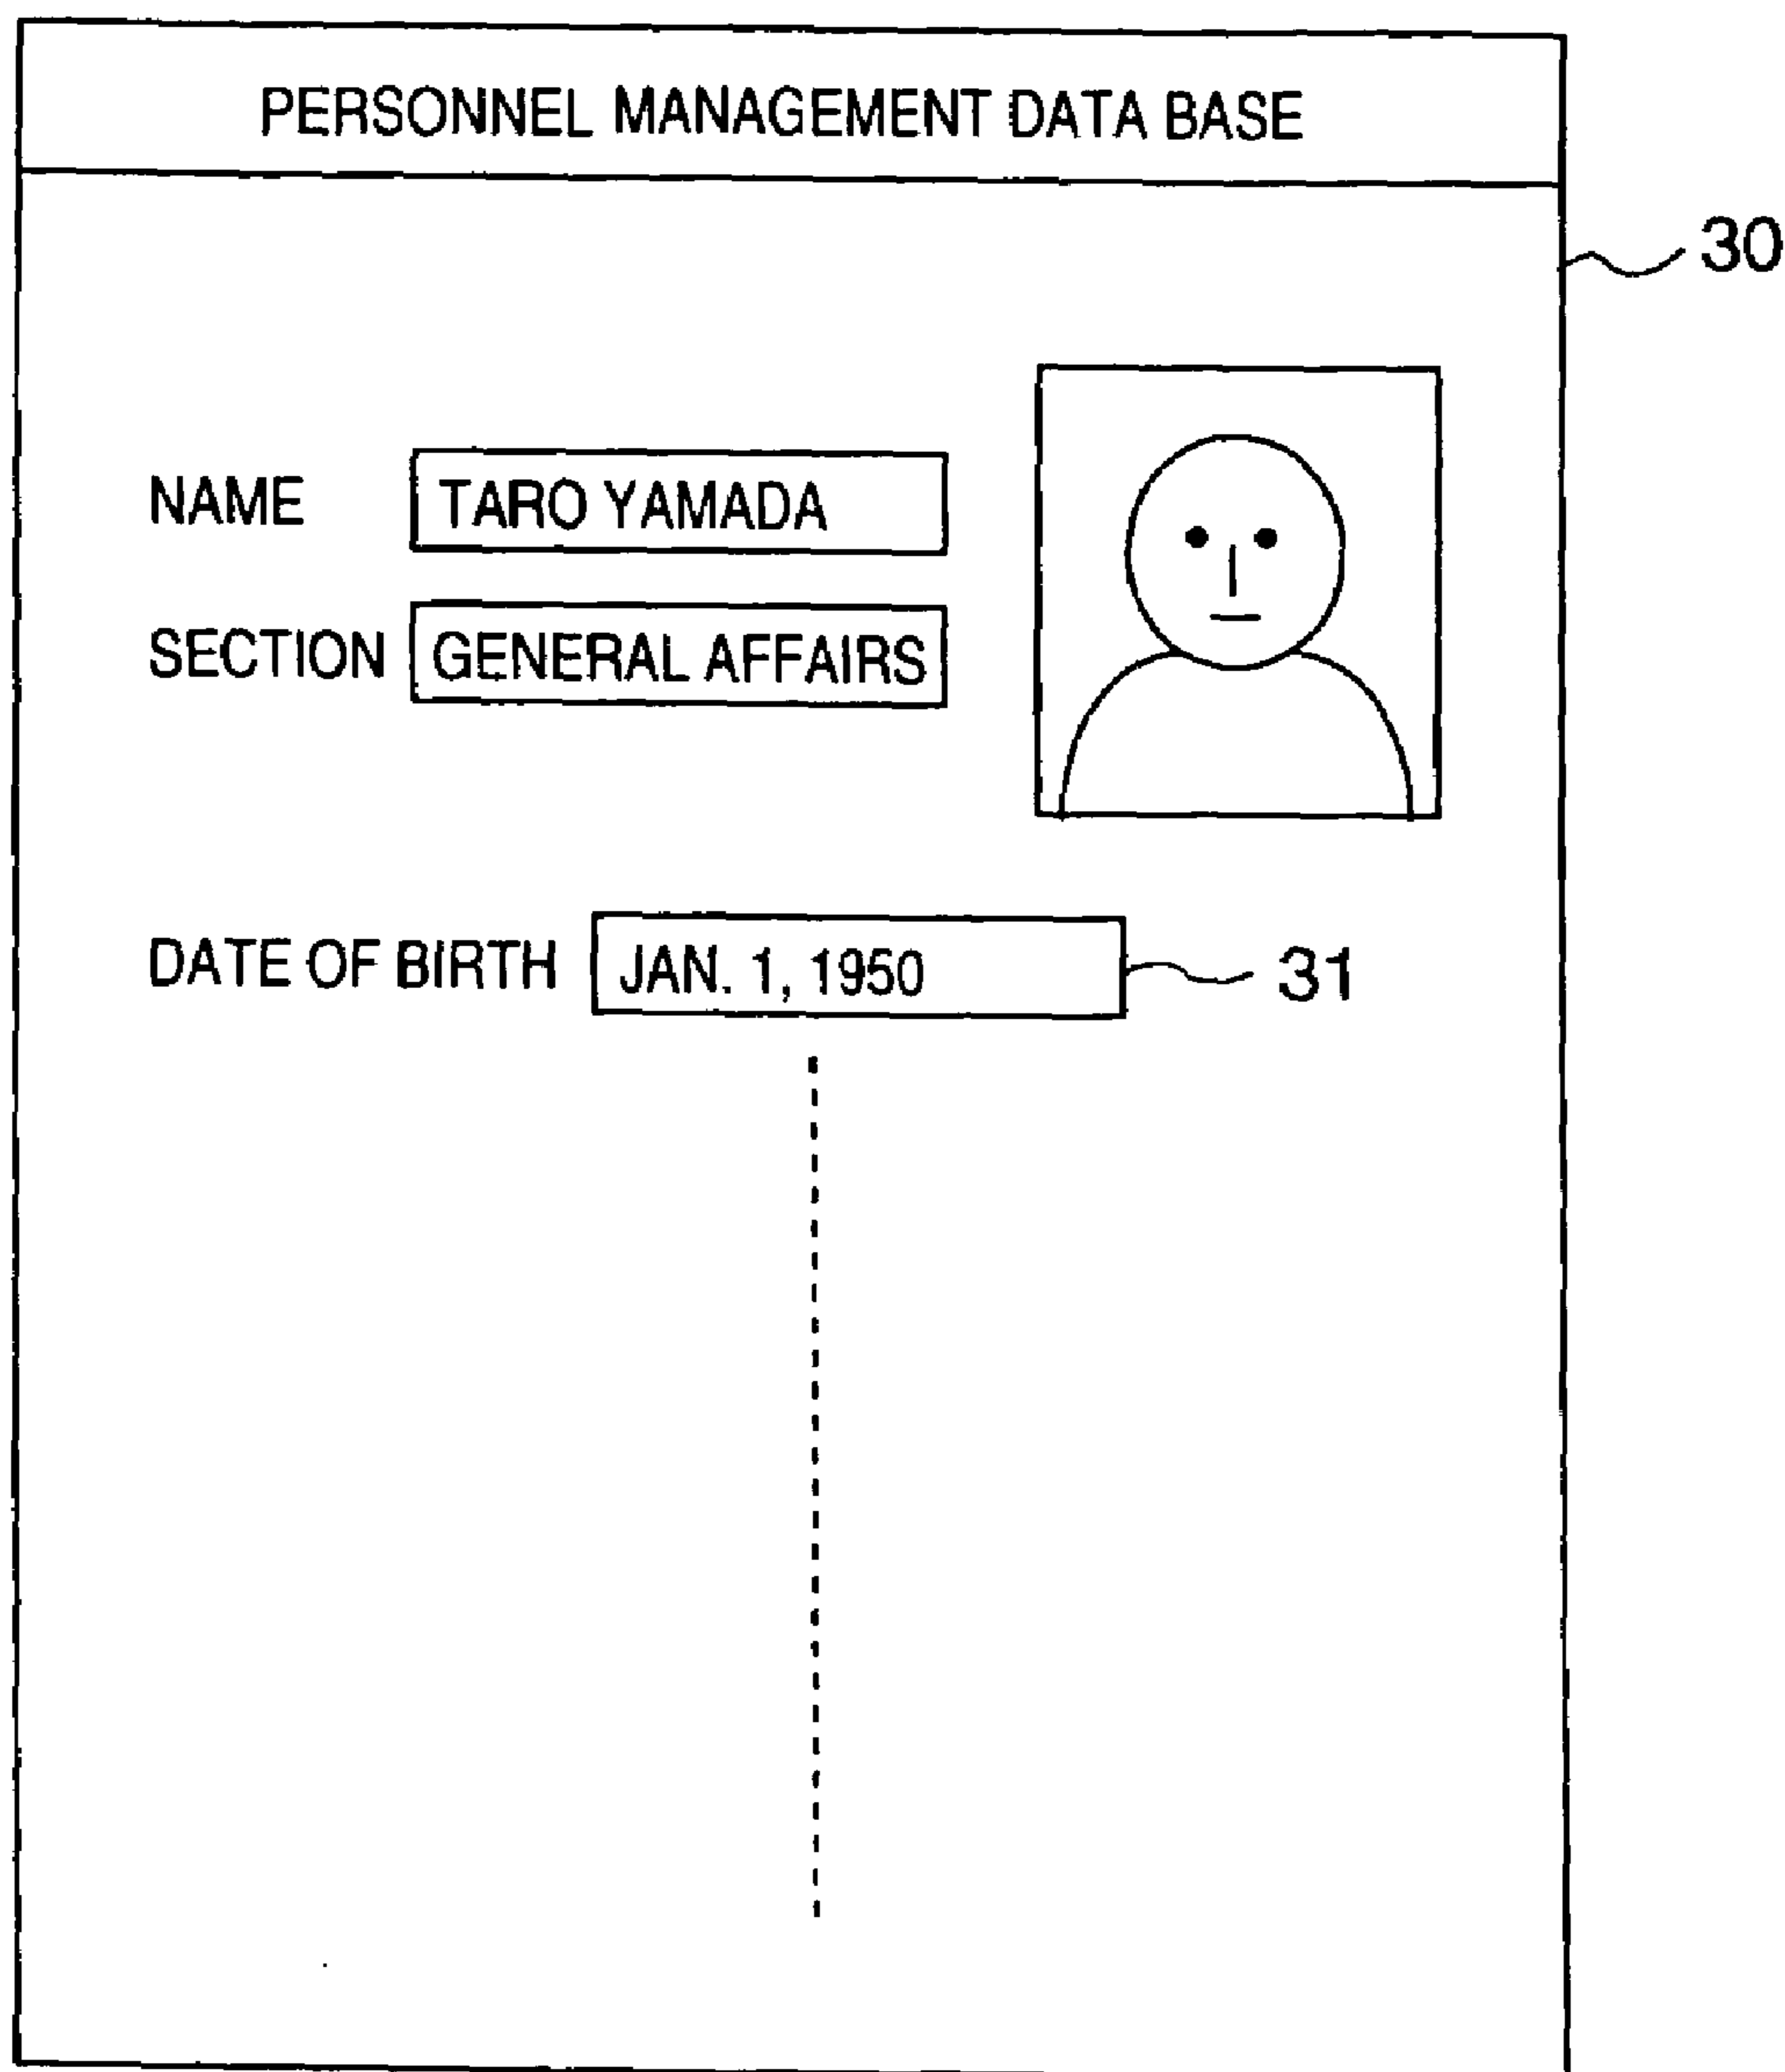 PERSONNEL MANAGEMENT DATA BASE
30
NAME TARO YAMADA
SECTION GENERAL AFFAIRS
DATE OF BIRTH JAN. 1, 1950 31